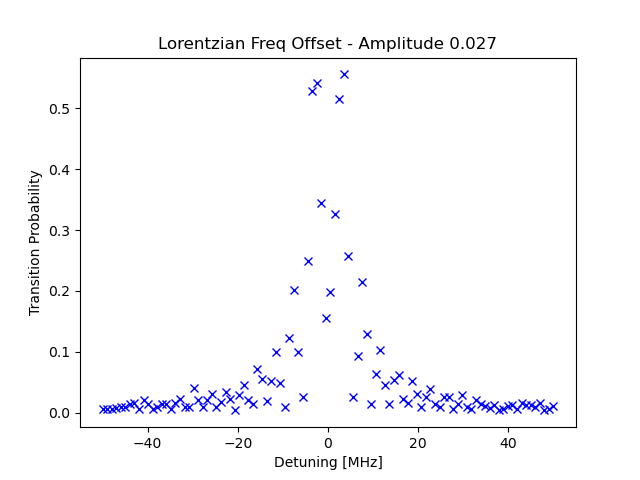 Lorentzian Freq Offset - Amplitude 0.027
Transition Probability
0.5
0.4
0.3
0.2
0.1
0.0
−40 −20 0 20 40
Detuning [MHz]